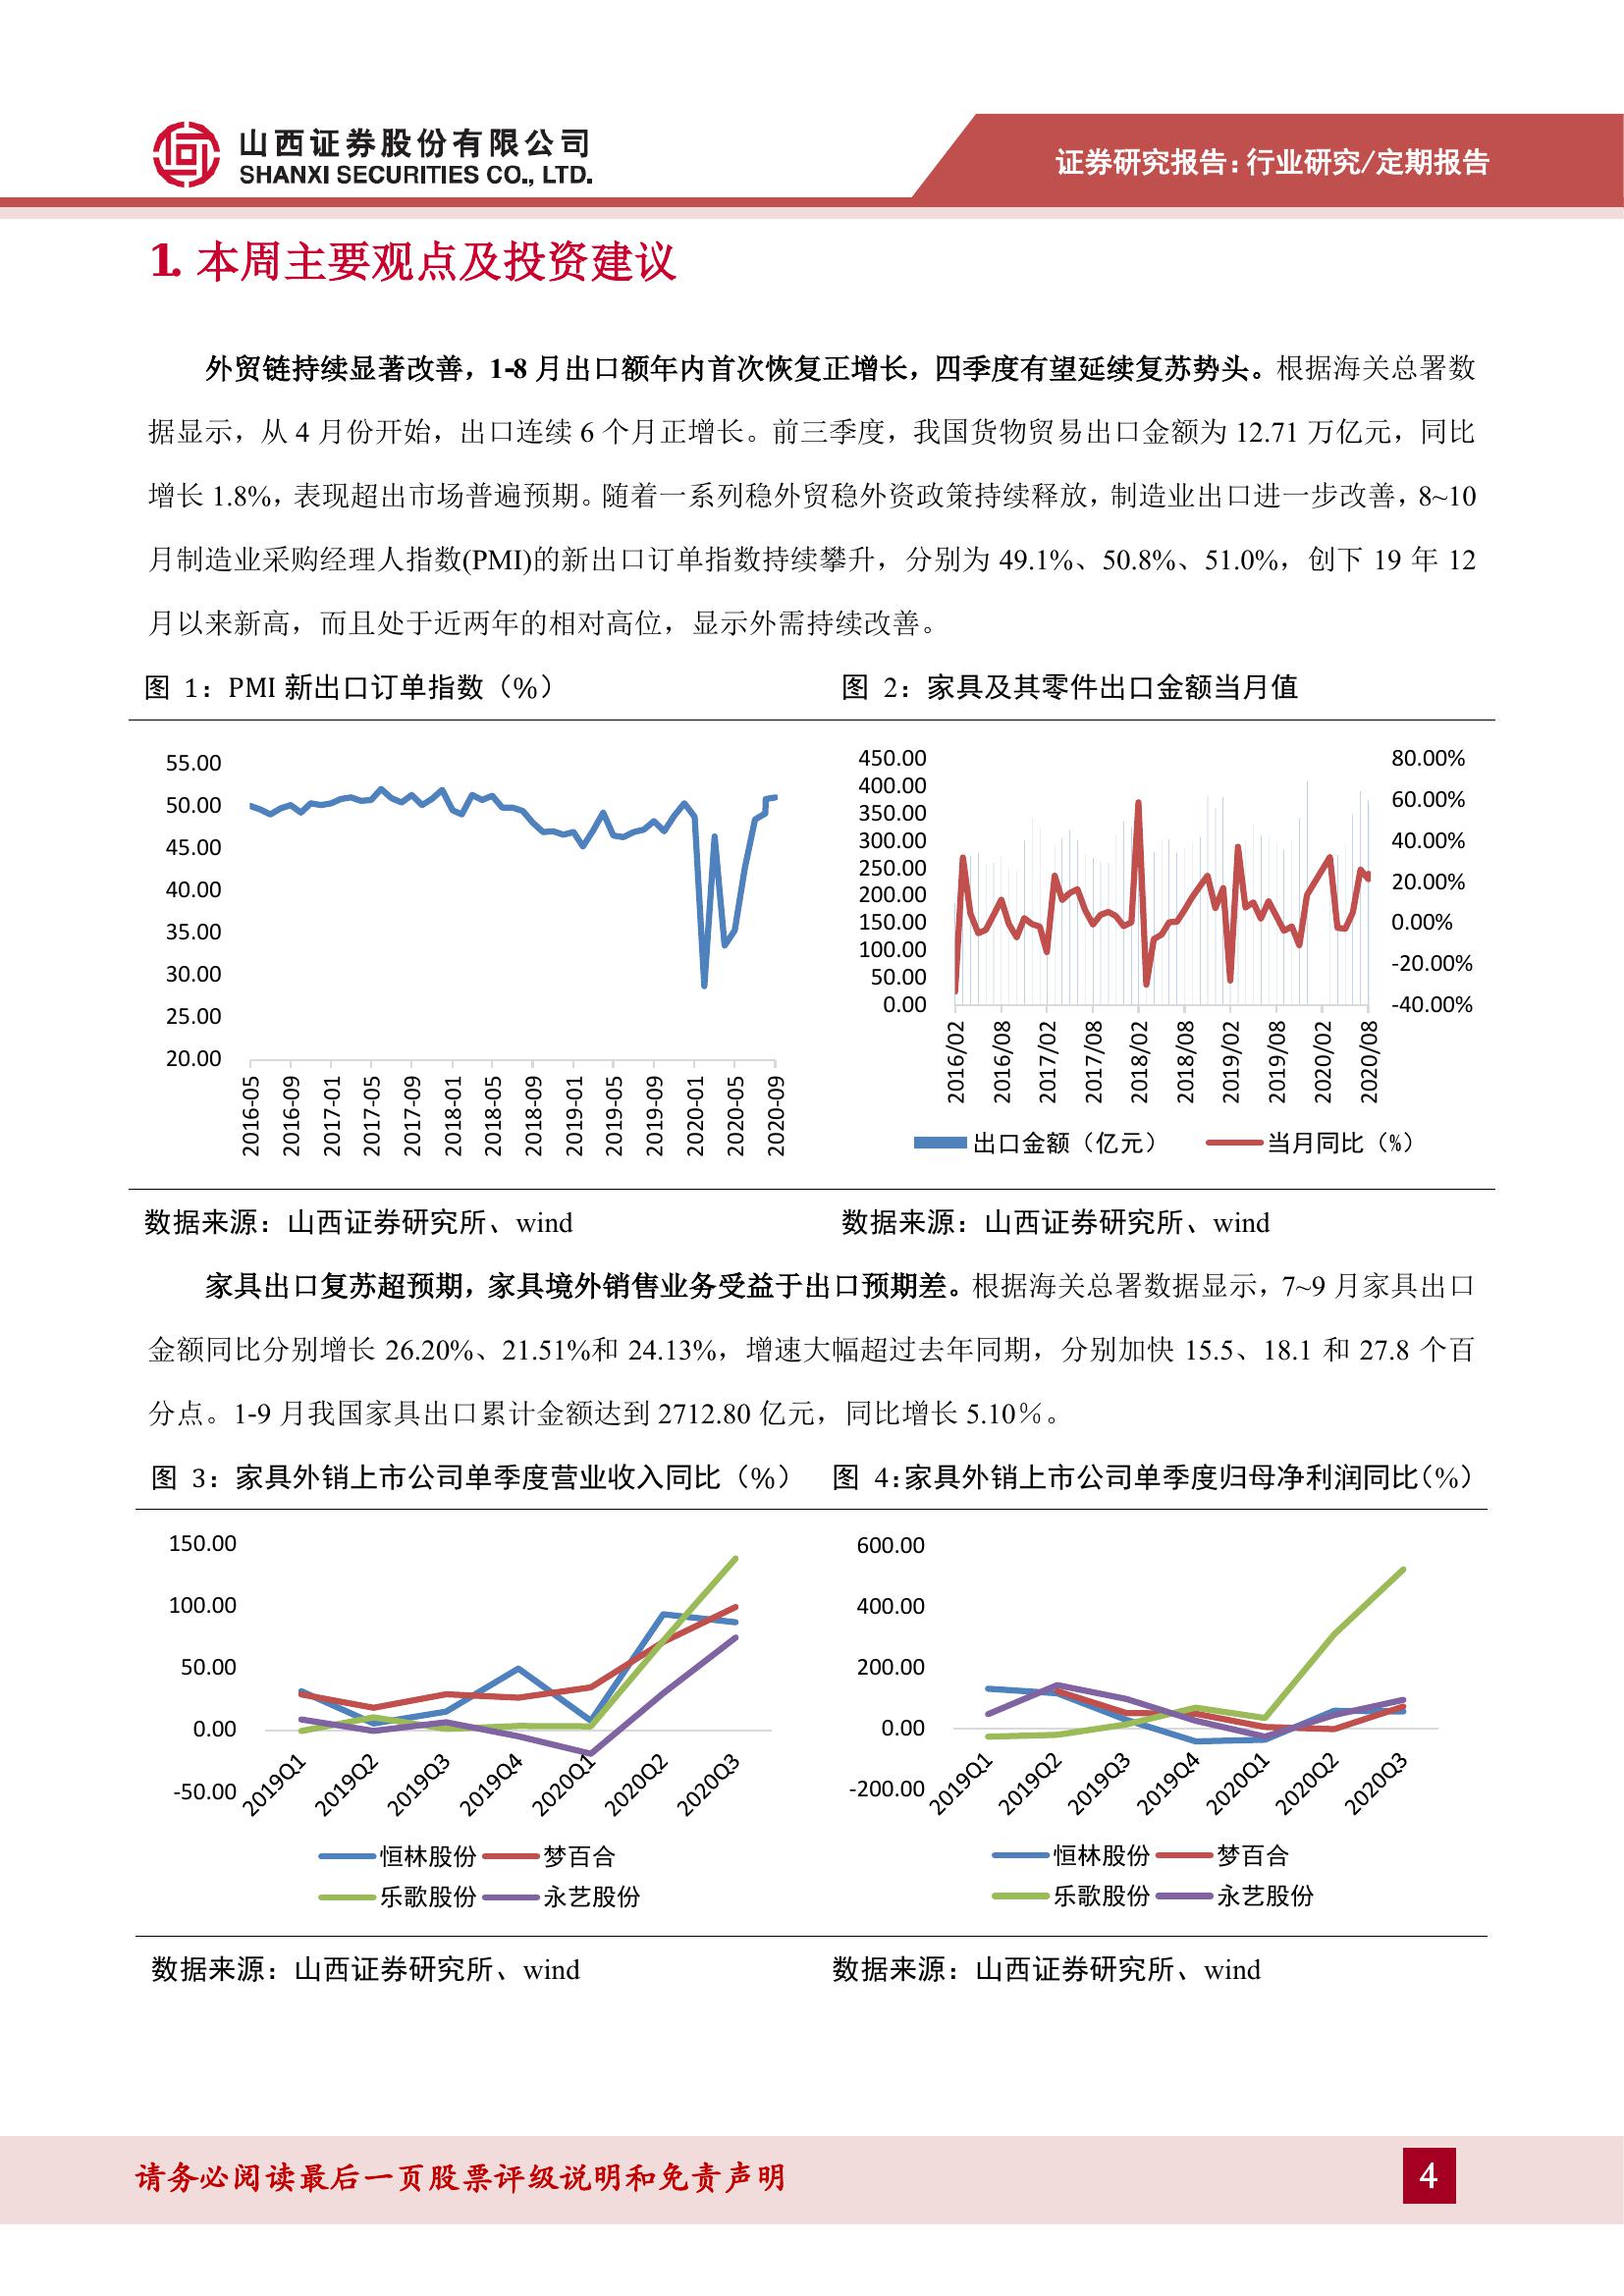 山西证券股份有限公司
SHANXI SECURITIES CO., LTD.
证券研究报告：行业研究/定期报告
1. 本周主要观点及投资建议
外贸链持续显著改善，1-8 月出口额年内首次恢复正增长，四季度有望延续复苏势头。根据海关总署数
据显示，从 4 月份开始，出口连续 6 个月正增长。前三季度，我国货物贸易出口金额为 12.71 万亿元，同比
增长 1.8%，表现超出市场普遍预期。随着一系列稳外贸稳外资政策持续释放，制造业出口进一步改善，8~10
月制造业采购经理人指数(PMI)的新出口订单指数持续攀升，分别为 49.1%、50.8%、51.0%，创下 19 年 12
月以来新高，而且处于近两年的相对高位，显示外需持续改善。
图 1：PMI 新出口订单指数（%）
55.00
50.00
45.00
40.00
35.00
30.00
25.00
20.00
2016-05
2016-09
2017-01
2017-05
2017-09
2018-01
2018-05
2018-09
2019-01
2019-05
2019-09
2020-01
2020-05
2020-09
数据来源：山西证券研究所、wind
图 2：家具及其零件出口金额当月值
450.00
400.00
350.00
300.00
250.00
200.00
150.00
100.00
50.00
0.00
80.00%
60.00%
40.00%
20.00%
0.00%
-20.00%
-40.00%
2016/02
2016/08
2017/02
2017/08
2018/02
2018/08
2019/02
2019/08
2020/02
2020/08
出口金额（亿元）
当月同比（%）
数据来源：山西证券研究所、wind
家具出口复苏超预期，家具境外销售业务受益于出口预期差。根据海关总署数据显示，7~9 月家具出口
金额同比分别增长 26.20%、21.51%和 24.13%，增速大幅超过去年同期，分别加快 15.5、18.1 和 27.8 个百
分点。1-9 月我国家具出口累计金额达到 2712.80 亿元，同比增长 5.10%。
图 3：家具外销上市公司单季度营业收入同比（%）
150.00
100.00
50.00
0.00
-50.00
2019Q1
2019Q2
2019Q3
2019Q4
2020Q1
2020Q2
2020Q3
恒林股份 梦百合
乐歌股份 永艺股份
数据来源：山西证券研究所、wind
图 4：家具外销上市公司单季度归母净利润同比（%）
600.00
400.00
200.00
0.00
-200.00
2019Q1
2019Q2
2019Q3
2019Q4
2020Q1
2020Q2
2020Q3
恒林股份 梦百合
乐歌股份 永艺股份
数据来源：山西证券研究所、wind
请务必阅读最后一页股票评级说明和免责声明
4